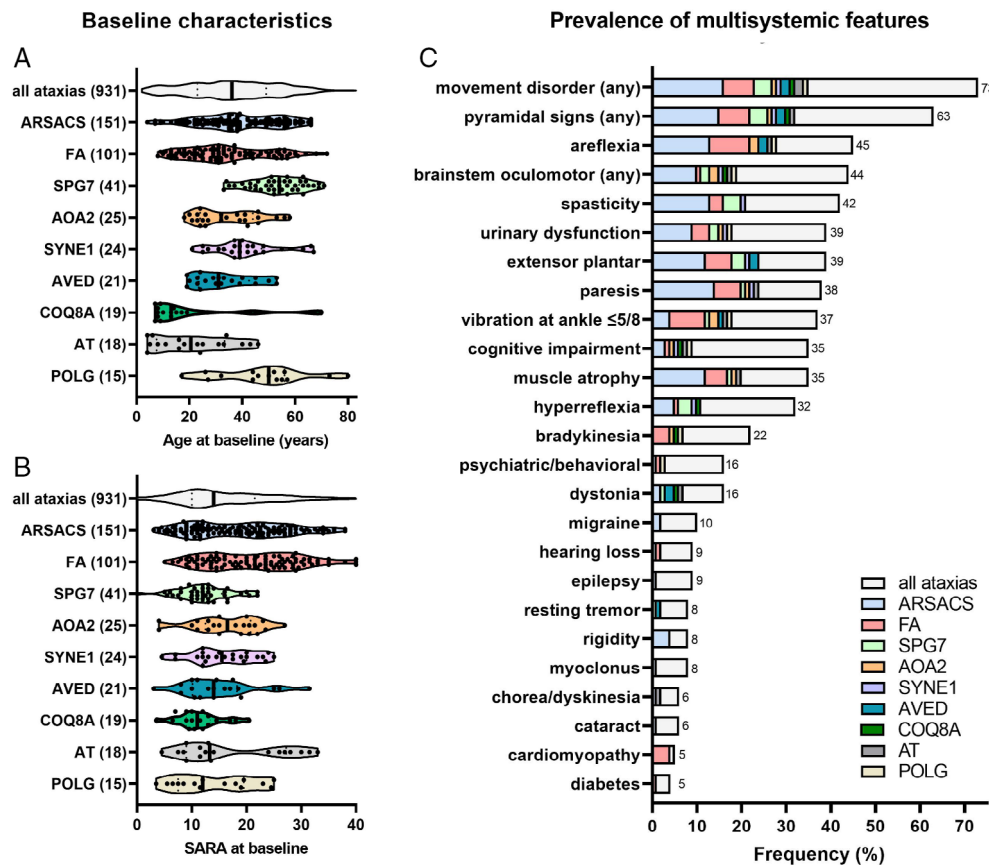 Baseline characteristics
Prevalence of multisystemic features
A
all ataxias (931)
ARSACS (151)
FA (101)
SPG7 (41)
AOA2 (25)
SYNE1 (24)
AVED (21)
COQ8A (19)
AT (18)
POLG (15)
0 20 40 60 80
Age at baseline (years)
B
all ataxias (931)
ARSACS (151)
FA (101)
SPG7 (41)
AOA2 (25)
SYNE1 (24)
AVED (21)
COQ8A (19)
AT (18)
POLG (15)
0 10 20 30 40
SARA at baseline
C
movement disorder (any)
pyramidal signs (any) 63
areflexia 45
brainstem oculomotor (any) 44
spasticity 42
urinary dysfunction 39
extensor plantar 39
paresis 38
vibration at ankle ≤5/8 37
cognitive impairment 35
muscle atrophy 35
hyperreflexia 32
bradykinesia 22
psychiatric/behavioral 16
dystonia 16
migraine 10
hearing loss 9
epilepsy 9
resting tremor 8
rigidity 8
myoclonus 8
chorea/dyskinesia 6
cataract 6
cardiomyopathy 5
diabetes 5
0 10 20 30 40 50 60 70
Frequency (%)
all ataxias
ARSACS
FA
SPG7
AOA2
SYNE1
AVED
COQ8A
AT
POLG